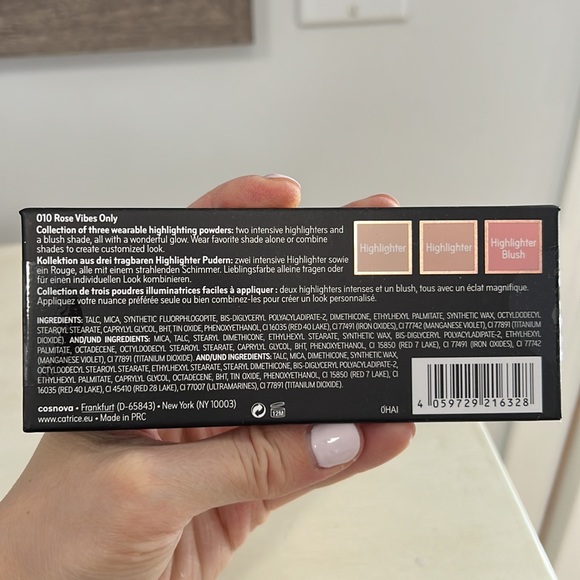 010 Rose Vibes Only
Collection of three wearable highlighting powders: two intensive highlighters and
a blush shade, all with a wonderful glow. Wear favorite shade alone or combine
shades to create customized look.
Kollektion aus drei tragbaren Highlighter Pudern: zwei intensive Highlighter sowie
ein Rouge, alle mit einem strahlenden Schimmer. Lieblingsfarbe alleine tragen oder
für einen individuellen Look kombinieren.
Collection de trois poudres illuminatrices faciles à appliquer : deux highlighters intenses et un blush, tous avec un éclat magnifique.
Appliquez votre nuance préférée seule ou bien combinez-les pour créer un look personnalisé.
Highlighter
Highlighter
Highlighter
Blush
INGREDIENTS: TALC, MICA, SYNTHETIC FLUORPHLOGOPITE, BIS-DIGLYCERYL POLYACYLADIPATE-2, DIMETHICONE, ETHYLHEXYL PALMITATE, SYNTHETIC WAX, OCTYLDODECYL
STEAROYL STEARATE, CAPRYLYL GLYCOL, BHT, TIN OXIDE, PHENOXYETHANOL, CI 16035 (RED 40 LAKE), CI 77491 (IRON OXIDES), CI 77742 (MANGANESE VIOLET), CI 77891 (TITANIUM
DIOXIDE). AND/UND INGREDIENTS: MICA, TALC, STEARYL DIMETHICONE, ETHYLHEXYL STEARATE, SYNTHETIC WAX, BIS-DIGLYCERYL POLYACYLADIPATE-2, ETHYLHEXYL
PALMITATE, OCTADECENE, OCTYLDODECYL STEAROYL STEARATE, CAPRYLYL GLYCOL, BHT, PHENOXYETHANOL, CI 15850 (RED 7 LAKE), CI 77491 (IRON OXIDES), CI 77742
(MANGANESE VIOLET), CI 77891 (TITANIUM DIOXIDE). AND/UND INGREDIENTS: TALC, MICA, DIMETHICONE, SYNTHETIC WAX,
OCTYLDODECYL STEAROYL STEARATE, ETHYLHEXYL STEARATE, STEARYL DIMETHICONE, BIS-DIGLYCERYL POLYACYLADIPATE-2,
ETHYLHEXYL PALMITATE, CAPRYLYL GLYCOL, OCTADECENE, BHT, TIN OXIDE, PHENOXYETHANOL, CI 15850 (RED 7 LAKE), CI
16035 (RED 40 LAKE), CI 45410 (RED 28 LAKE), CI 77007 (ULTRAMARINES), CI 77891 (TITANIUM DIOXIDE).
cosnova • Frankfurt (D-65843) • New York (NY 10003)
www.catrice.eu • Made in PRC
12M
0HAI
4 059729 216328